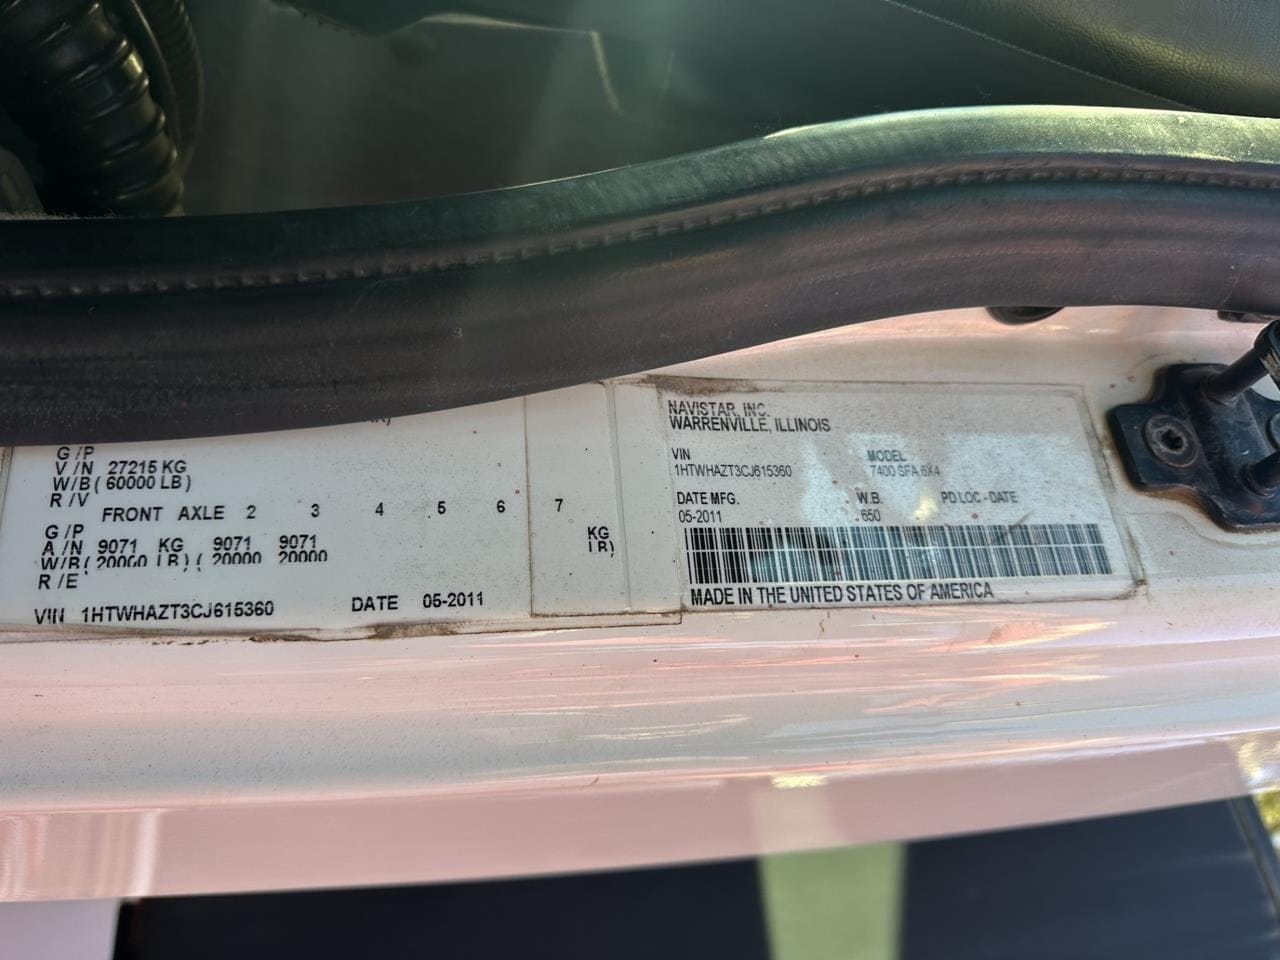 G/P
V/N 27215 KG
W/B ( 60000 LB )
R/V
FRONT AXLE 2 3 4 5 6 7
G/P
A/N 9071 KG 9071 9071 KG
W/B ( 20000 LB ) ( 20000 20000 LB )
R/E
VIN 1HTWHAZT3CJ615360 DATE 05-2011
NAVISTAR, INC.
WARRENVILLE, ILLINOIS
VIN MODEL
1HTWHAZT3CJ615360 7400 SFA 6X4
DATE MFG. W.B. PD LOC - DATE
05-2011 650
MADE IN THE UNITED STATES OF AMERICA